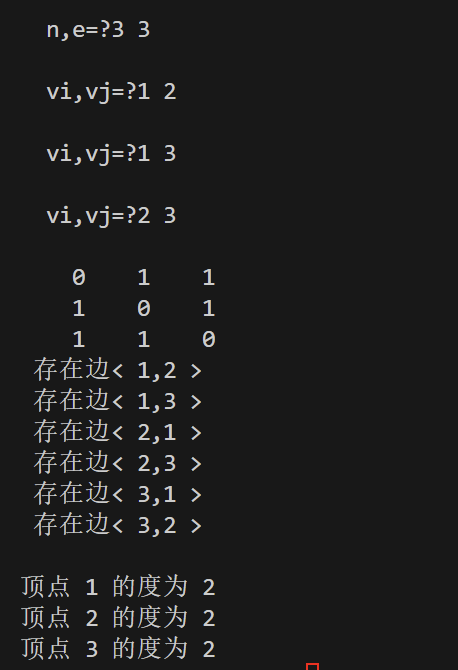 n,e=?3 3
vi,vj=?1 2
vi,vj=?1 3
vi,vj=?2 3
0 1 1
1 0 1
1 1 0
存在边< 1,2 >
存在边< 1,3 >
存在边< 2,1 >
存在边< 2,3 >
存在边< 3,1 >
存在边< 3,2 >
顶点 1 的度为 2
顶点 2 的度为 2
顶点 3 的度为 2